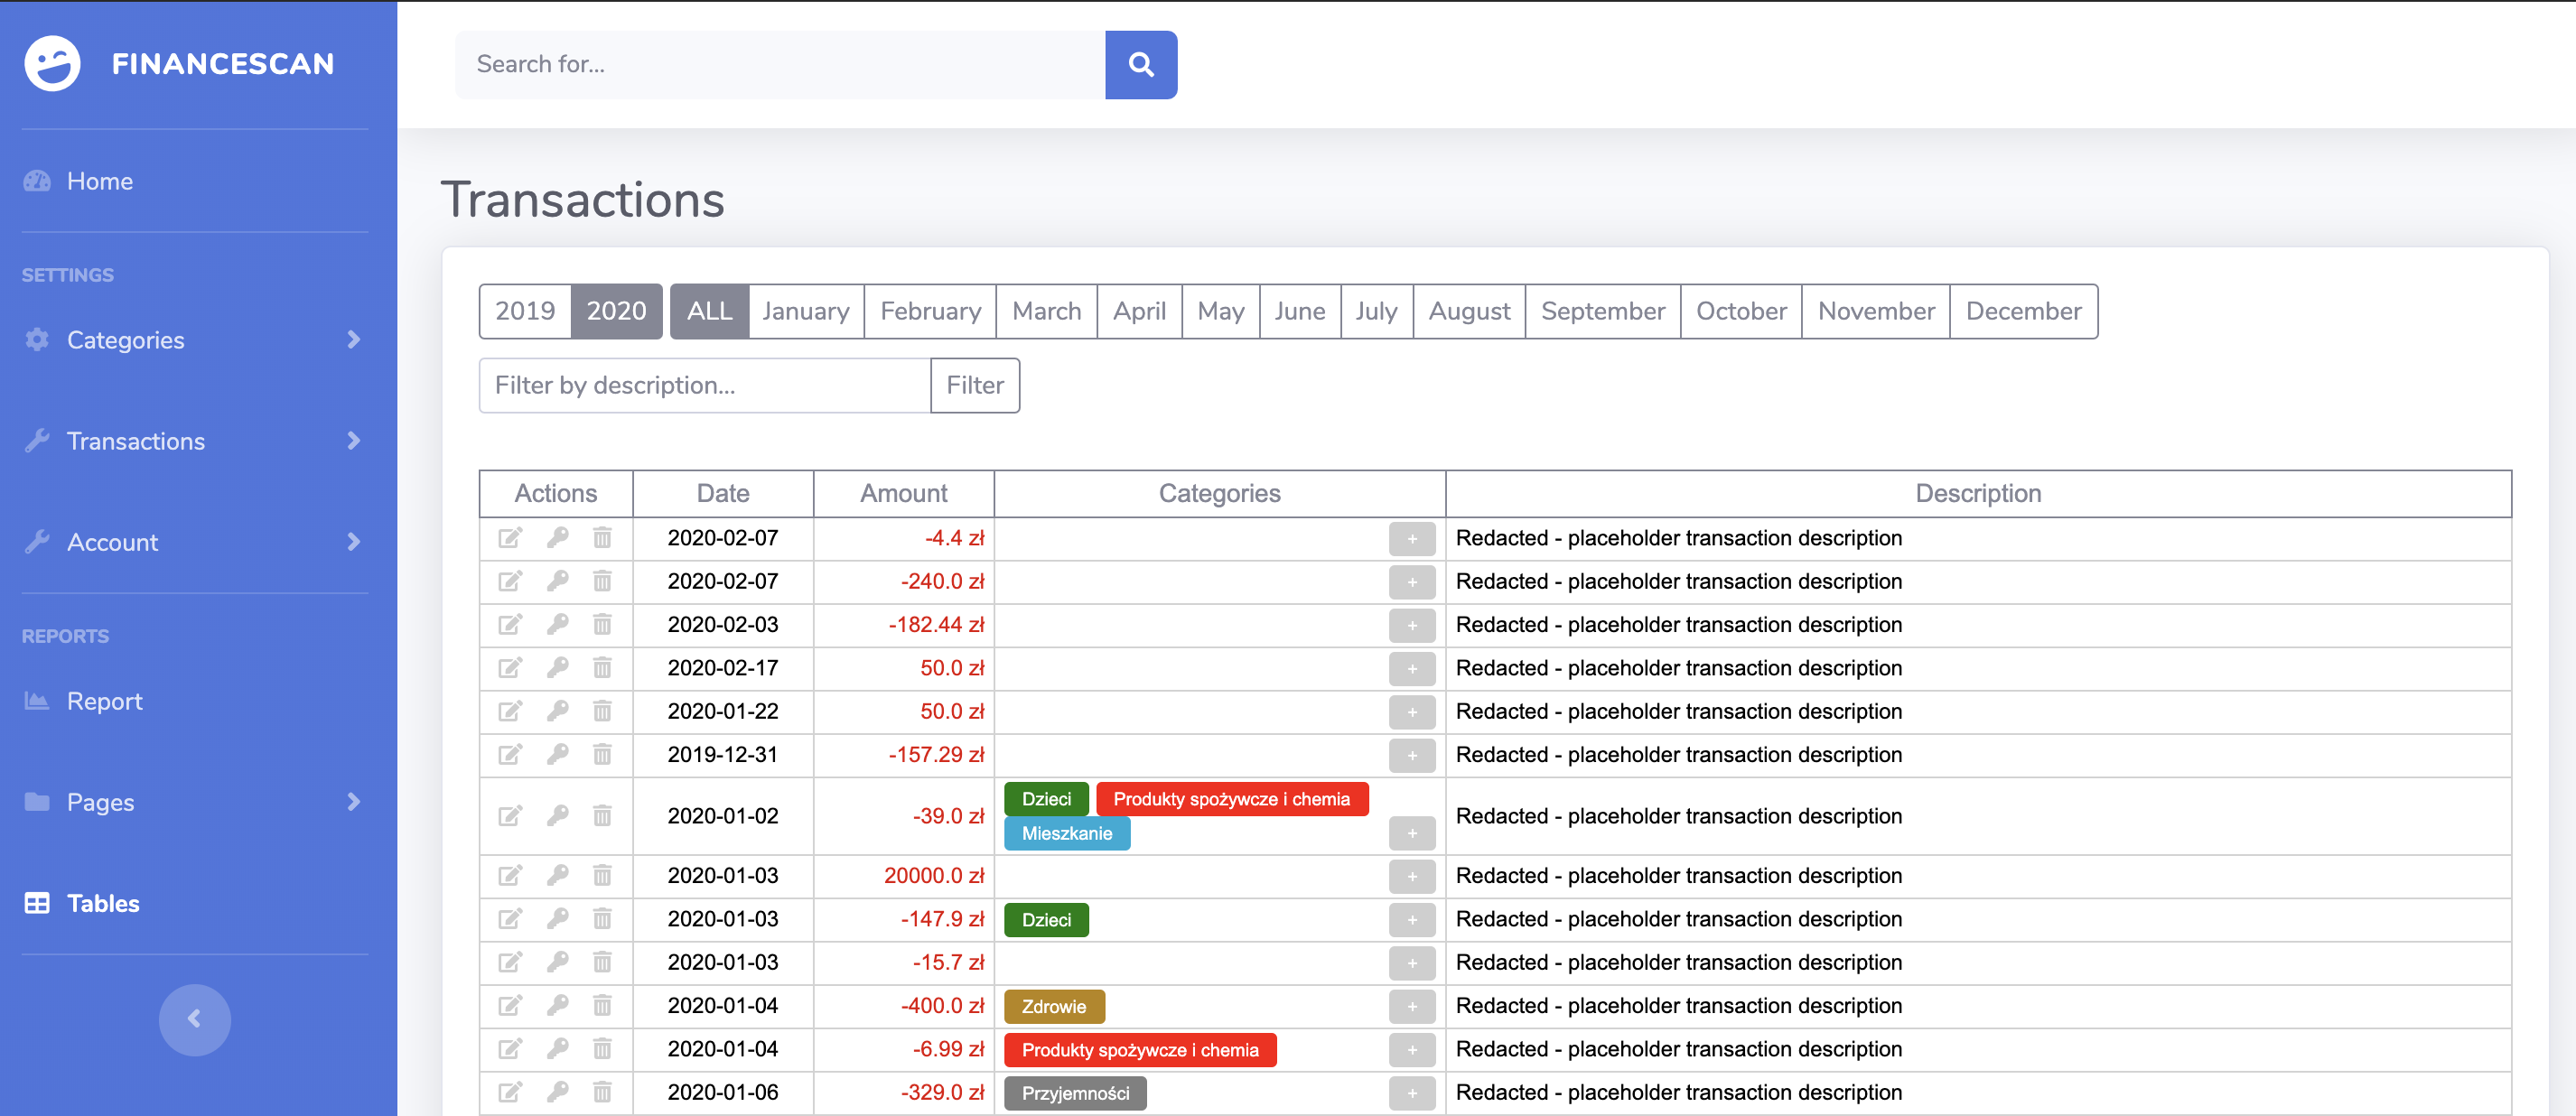 FINANCESCAN
Search for...
Home
SETTINGS
Categories
Transactions
Account
REPORTS
Report
Pages
Tables
Transactions
2019 2020 ALL January February March April May June July August September October November December
Filter by description... Filter
Actions Date Amount Categories Description
2020-02-07 -4.4 zł + Redacted - placeholder transaction description
2020-02-07 -240.0 zł + Redacted - placeholder transaction description
2020-02-03 -182.44 zł + Redacted - placeholder transaction description
2020-02-17 50.0 zł + Redacted - placeholder transaction description
2020-01-22 50.0 zł + Redacted - placeholder transaction description
2019-12-31 -157.29 zł + Redacted - placeholder transaction description
2020-01-02 -39.0 zł Dzieci Produkty spożywcze i chemia Mieszkanie + Redacted - placeholder transaction description
2020-01-03 20000.0 zł + Redacted - placeholder transaction description
2020-01-03 -147.9 zł Dzieci + Redacted - placeholder transaction description
2020-01-03 -15.7 zł + Redacted - placeholder transaction description
2020-01-04 -400.0 zł Zdrowie + Redacted - placeholder transaction description
2020-01-04 -6.99 zł Produkty spożywcze i chemia + Redacted - placeholder transaction description
2020-01-06 -329.0 zł Przyjemności + Redacted - placeholder transaction description